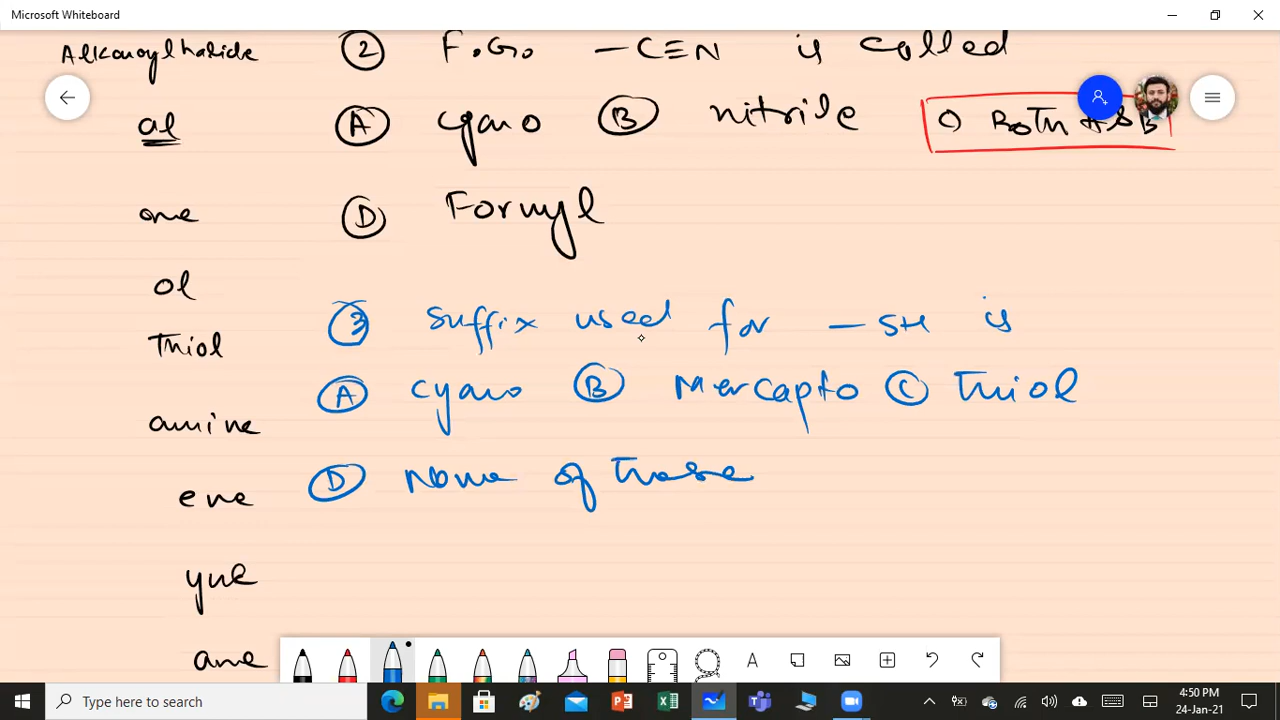 Microsoft Whiteboard
Alkanoylhalide
al
one
ol
Thiol
amine
ene
yne
ane
② F.G. –C≡N is called
Ⓐ cyano Ⓑ nitrile C) BOTH A & B
Ⓓ Formyl
③ Suffix used for –SH is
Ⓐ cyano Ⓑ Mercapto Ⓒ Thiol
Ⓓ None of these
Type here to search
4:50 PM
24-Jan-21